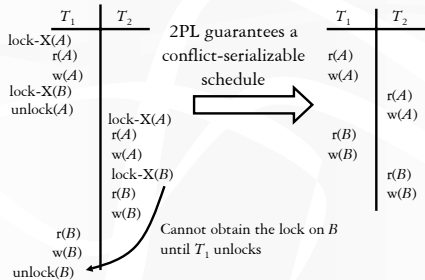 T1 T2
lock-X(A)
r(A)
w(A)
lock-X(B)
unlock(A)
lock-X(A)
r(A)
w(A)
lock-X(B)
r(B)
w(B)
r(B)
w(B)
unlock(B)
2PL guarantees a
conflict-serializable
schedule
Cannot obtain the lock on B
until T1 unlocks
T1 T2
r(A)
w(A)
r(A)
w(A)
r(B)
w(B)
r(B)
w(B)